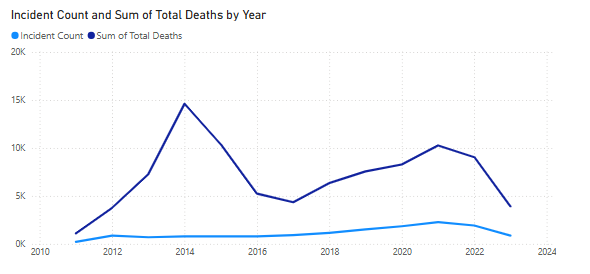 Incident Count and Sum of Total Deaths by Year
Incident Count Sum of Total Deaths
20K
15K
10K
5K
0K
2010 2012 2014 2016 2018 2020 2022 2024